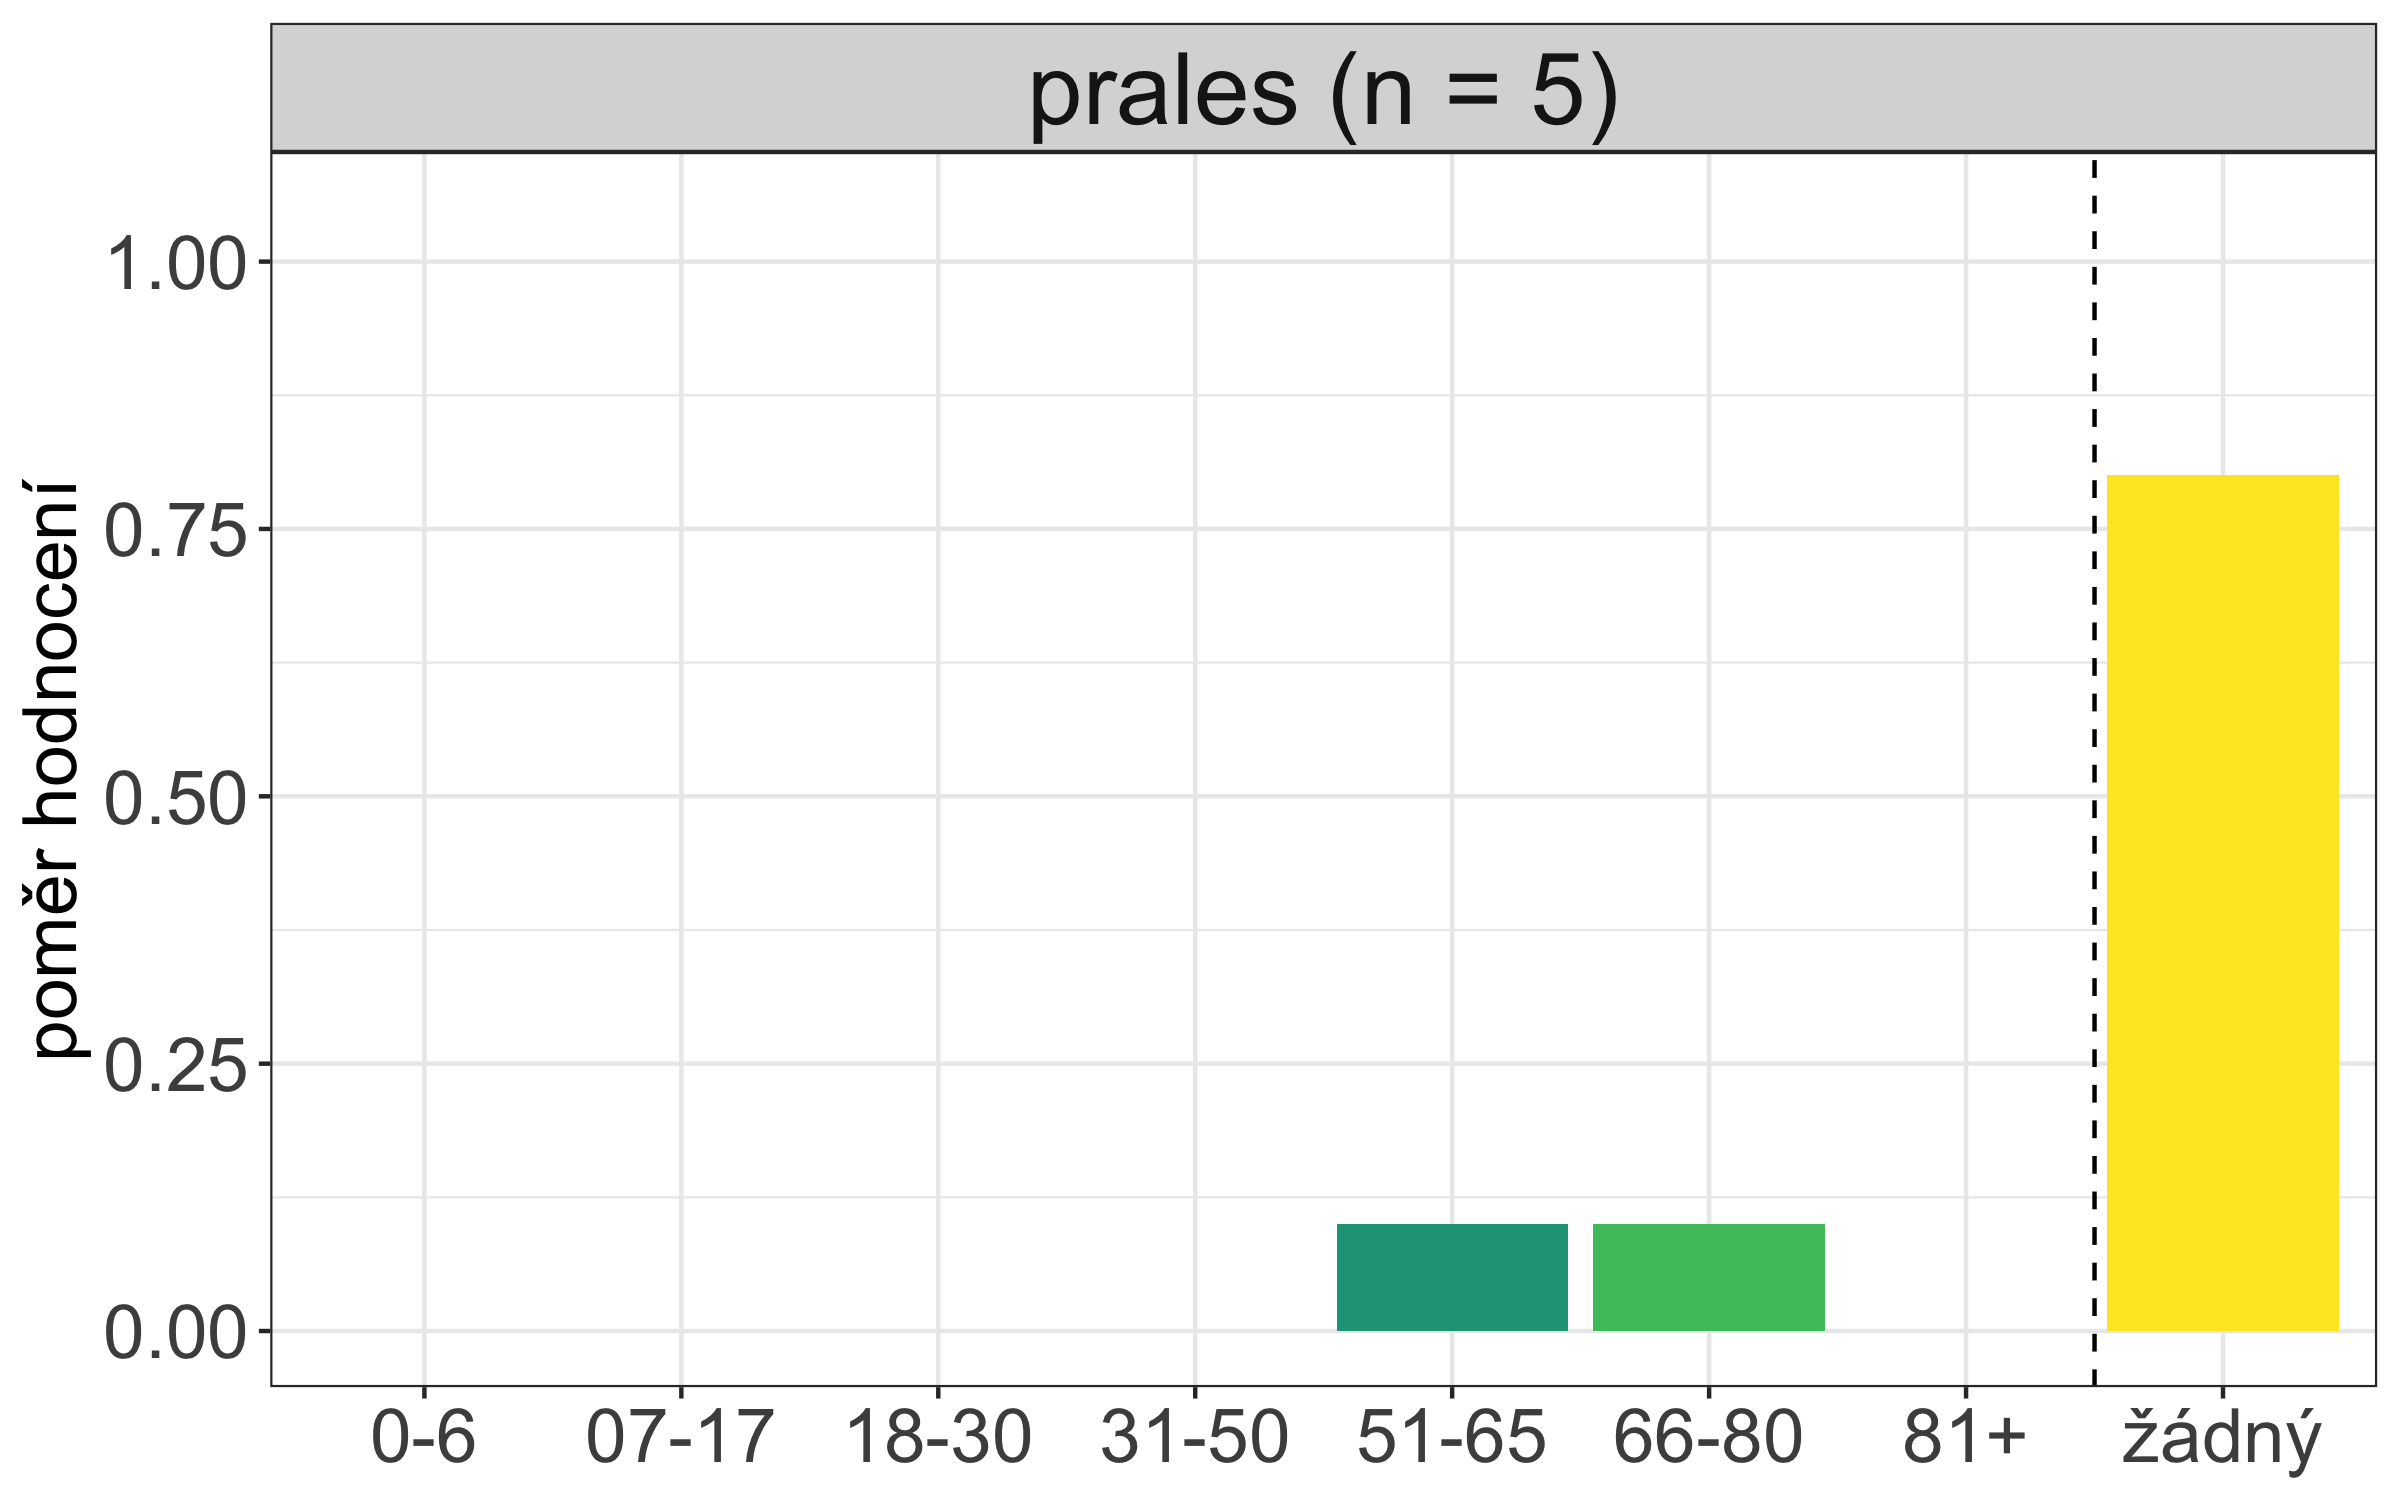 prales (n = 5)
poměr hodnocení
1.00
0.75
0.50
0.25
0.00
0-6 07-17 18-30 31-50 51-65 66-80 81+ žádný